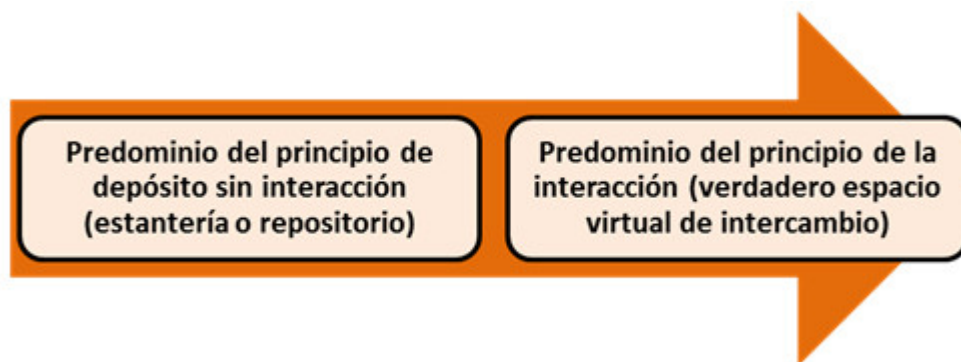 Predominio del principio de
depósito sin interacción
(estantería o repositorio)
Predominio del principio de la
interacción (verdadero espacio
virtual de intercambio)